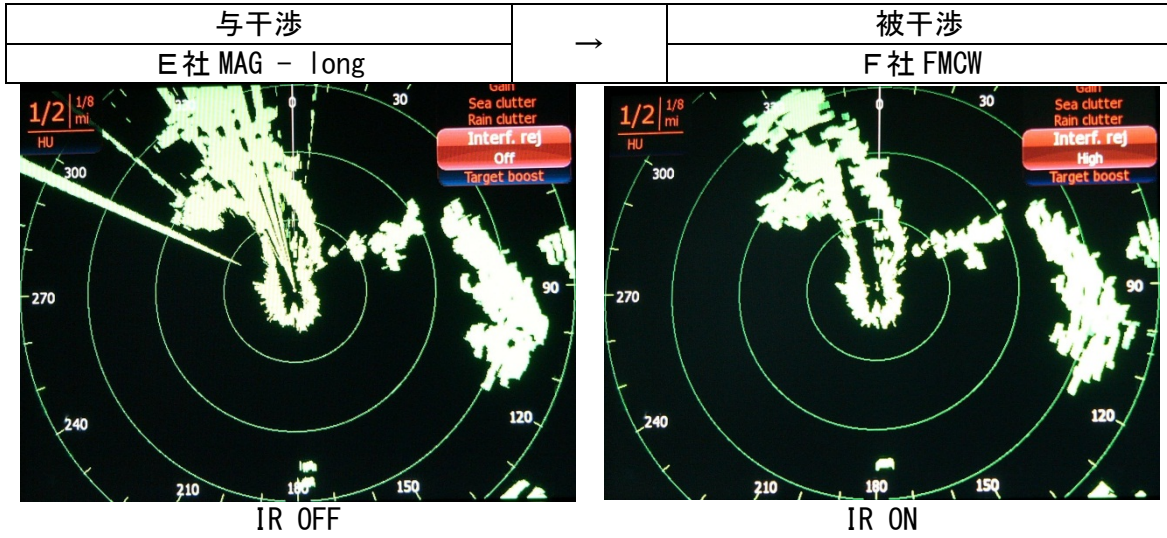 与干渉
→
被干渉
E社 MAG - long
F社 FMCW
1/2 1/8 mi
HU
Gain
Sea clutter
Rain clutter
Interf. rej
Off
Target boost
330
0
30
300
270
90
240
120
210
180
150
1/2 1/8 mi
HU
Gain
Sea clutter
Rain clutter
Interf. rej
High
Target boost
0
30
300
270
90
240
120
210
180
150
IR OFF
IR ON